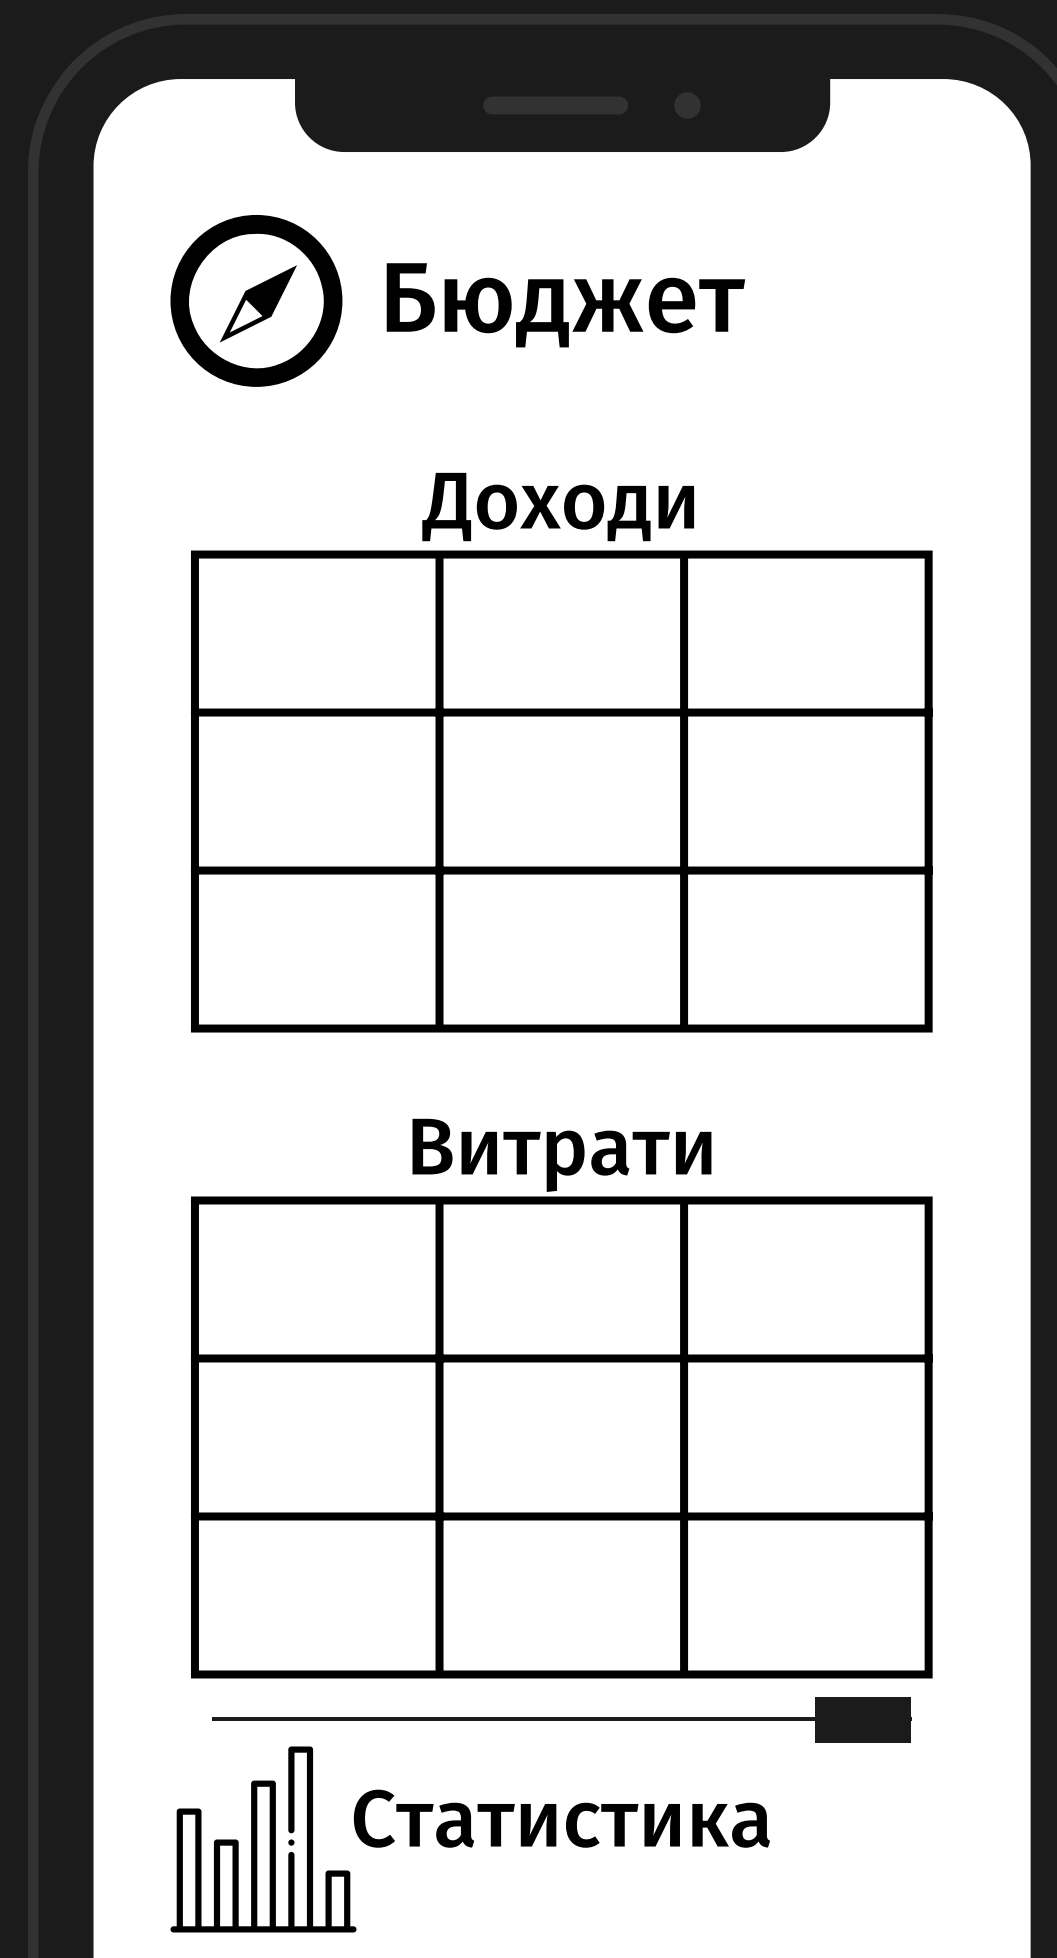 Бюджет
Доходи
Витрати
Статистика